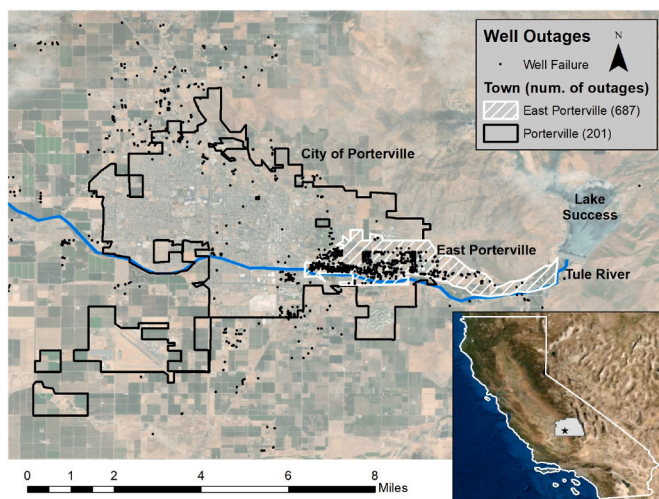 Well Outages
N
Well Failure
Town (num. of outages)
East Porterville (687)
Porterville (201)
City of Porterville
Lake
Success
East Porterville
Tule River
0 1 2 4 6 8
Miles